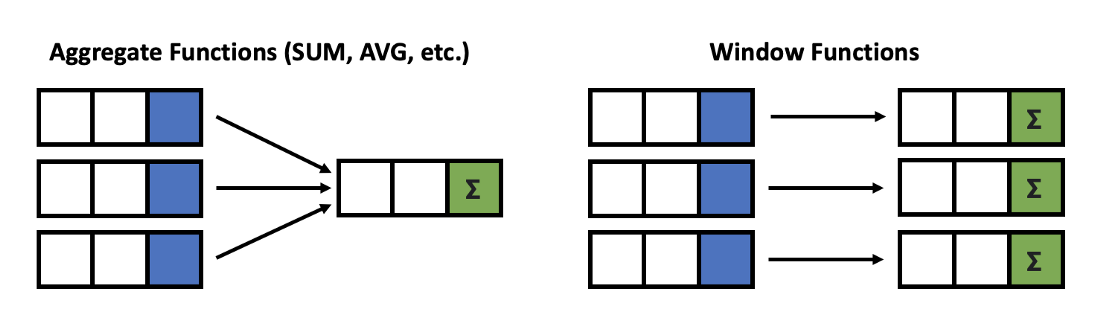 Aggregate Functions (SUM, AVG, etc.)
Window Functions
Σ
Σ
Σ
Σ